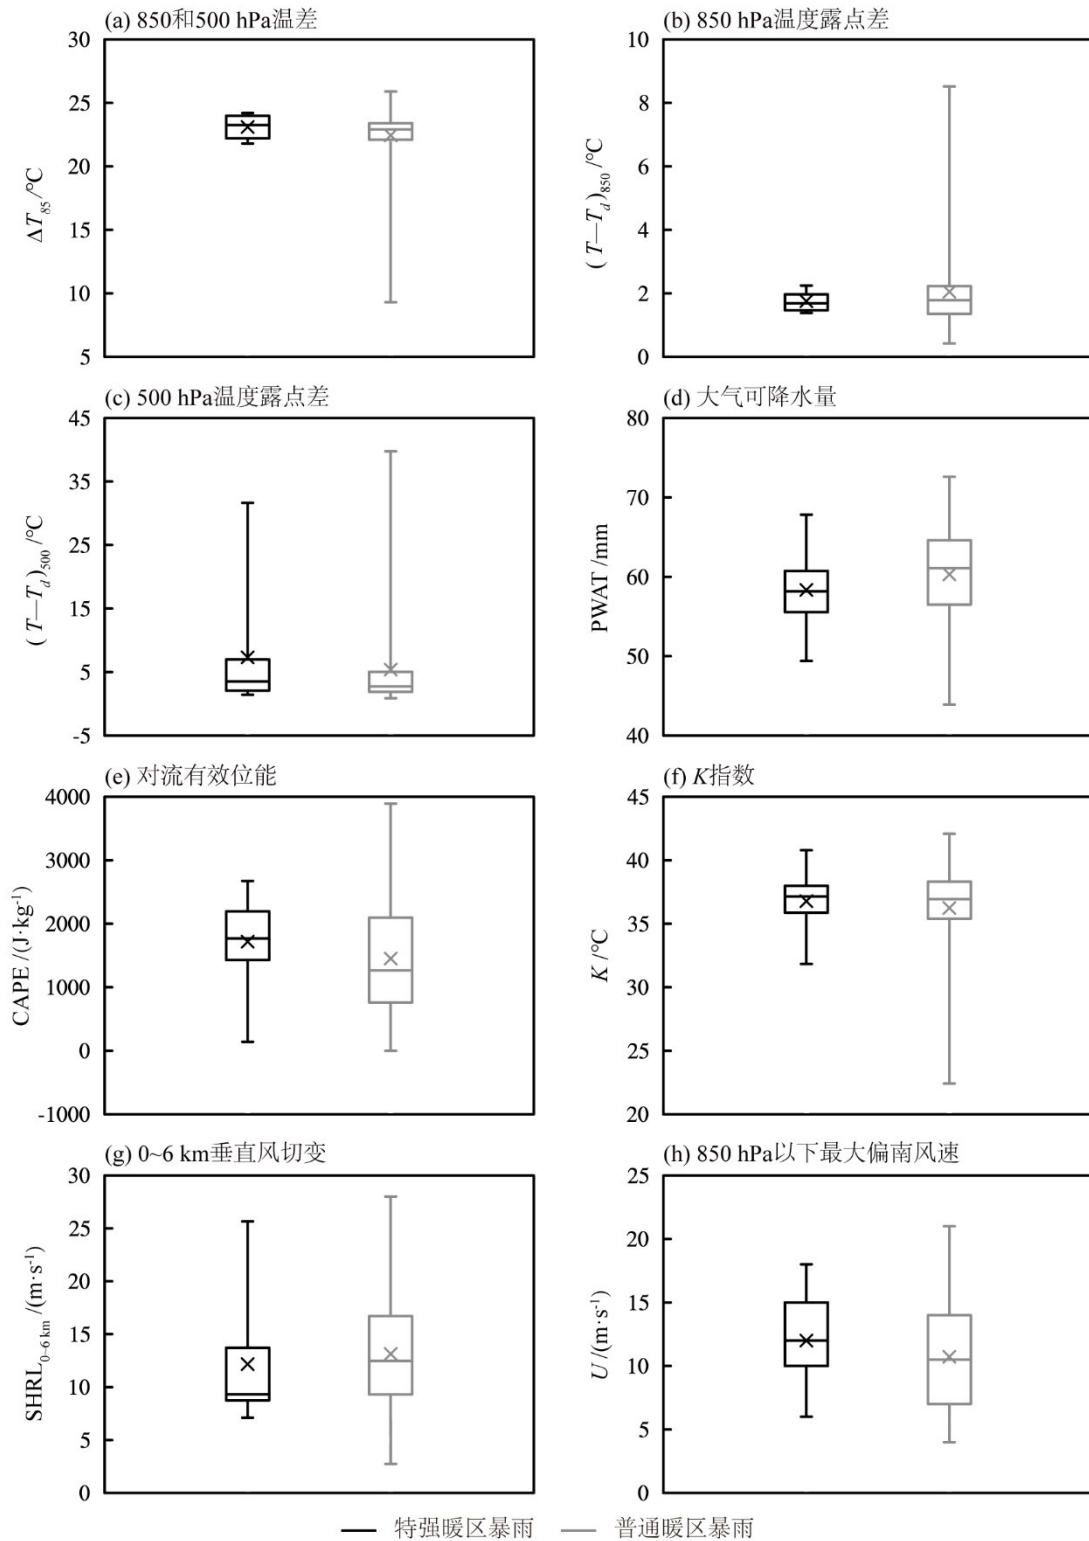 (a) 850和500 hPa温差
30
25
20
15
10
5
ΔT85 /°C
(b) 850 hPa温度露点差
10
8
6
4
2
0
(T—Td)850 /°C
(c) 500 hPa温度露点差
45
35
25
15
5
-5
(T—Td)500 /°C
(d) 大气可降水量
80
70
60
50
40
PWAT /mm
(e) 对流有效位能
4000
3000
2000
1000
0
-1000
CAPE /(J·kg-1)
(f) K指数
45
40
35
30
25
20
K /°C
(g) 0~6 km垂直风切变
30
25
20
15
10
5
0
SHRL0~6 km /(m·s-1)
(h) 850 hPa以下最大偏南风速
25
20
15
10
5
0
U /(m·s-1)
特强暖区暴雨 普通暖区暴雨